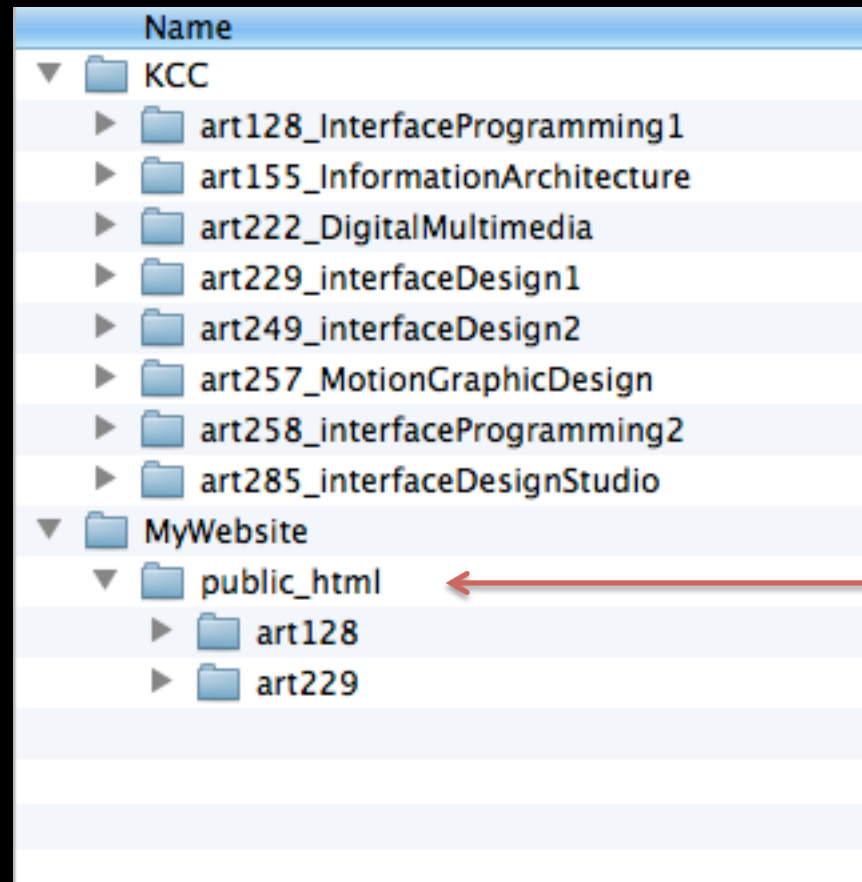 Name
KCC
art128_InterfaceProgramming1
art155_InformationArchitecture
art222_DigitalMultimedia
art229_interfaceDesign1
art249_interfaceDesign2
art257_MotionGraphicDesign
art258_interfaceProgramming2
art285_interfaceDesignStudio
MyWebsite
public_html
art128
art229